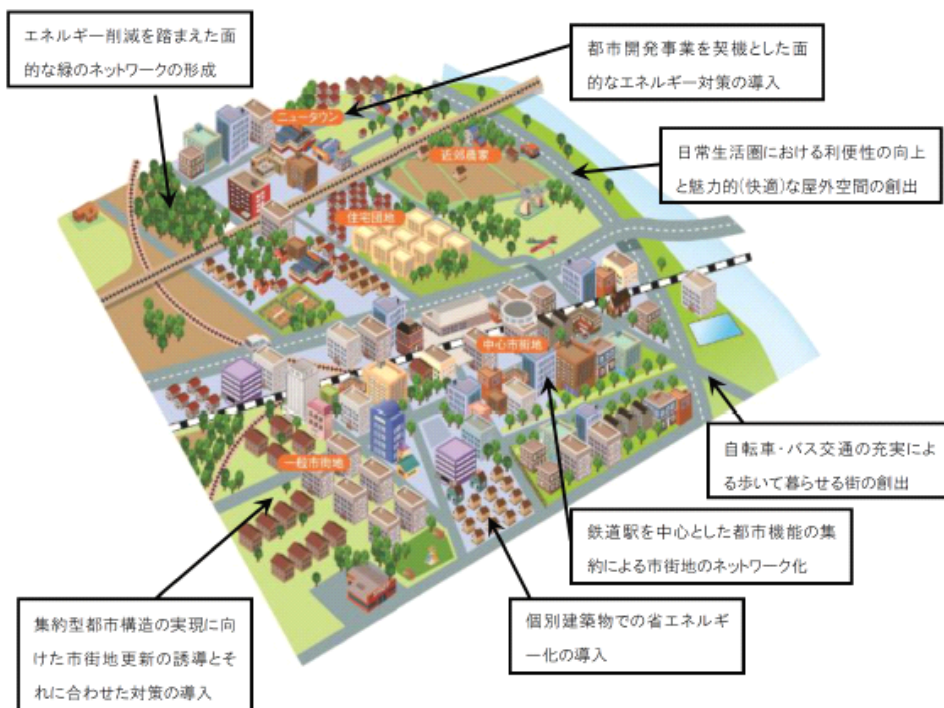 エネルギー削減を踏まえた面
的な緑のネットワークの形成
都市開発事業を契機とした面
的なエネルギー対策の導入
ニュータウン
近郊農家
日常生活圏における利便性の向上
と魅力的(快適)な屋外空間の創出
住宅団地
中心市街地
自転車・バス交通の充実によ
る歩いて暮らせる街の創出
一般市街地
鉄道駅を中心とした都市機能の集
約による市街地のネットワーク化
個別建築物での省エネルギ
ー化の導入
集約型都市構造の実現に向
けた市街地更新の誘導とそ
れに合わせた対策の導入